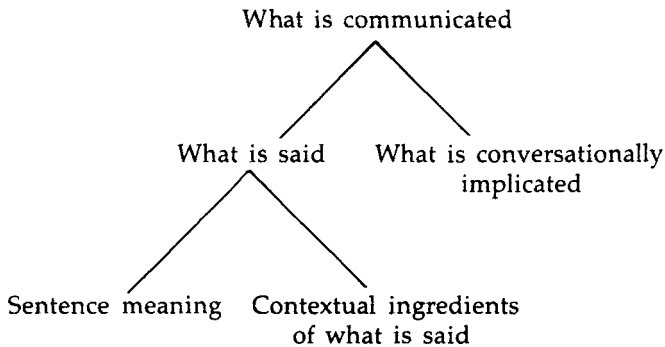 What is communicated
What is said
What is conversationally
implicated
Sentence meaning
Contextual ingredients
of what is said